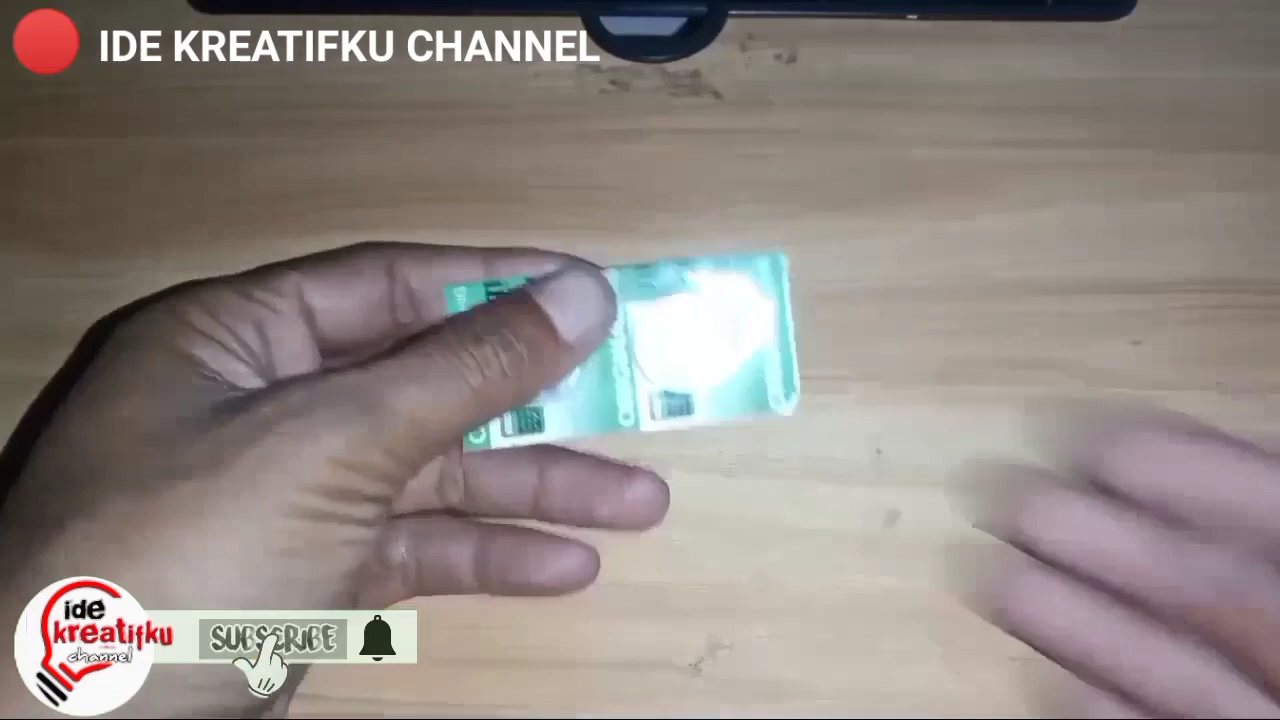 IDE KREATIFKU CHANNEL
ide
kreatifku
channel
SUBSCRIBE